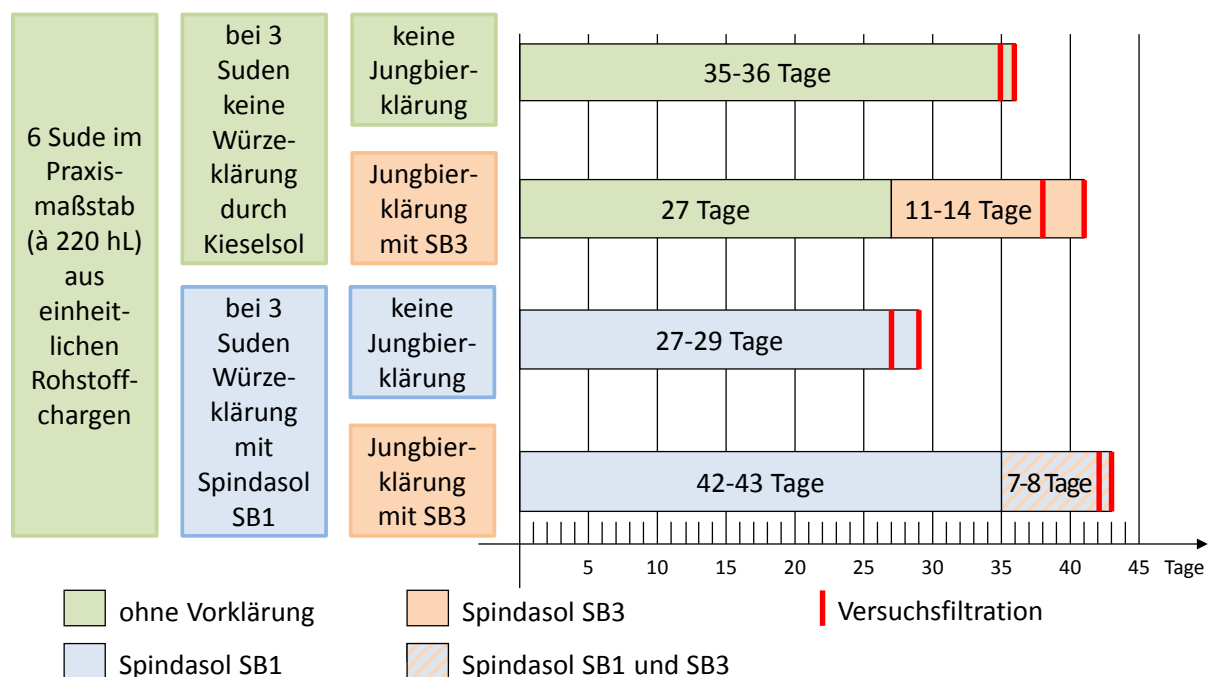 6 Sude im
Praxis-
maßstab
(à 220 hL)
aus
einheit-
lichen
Rohstoff-
chargen
bei 3
Suden
keine
Würze-
klärung
durch
Kieselsol
keine
Jungbier-
klärung
35-36 Tage
Jungbier-
klärung
mit SB3
27 Tage
11-14 Tage
bei 3
Suden
Würze-
klärung
mit
Spindasol
SB1
keine
Jungbier-
klärung
27-29 Tage
Jungbier-
klärung
mit SB3
42-43 Tage
7-8 Tage
5 10 15 20 25 30 35 40 45 Tage
ohne Vorklärung
Spindasol SB3
Versuchsfiltration
Spindasol SB1
Spindasol SB1 und SB3